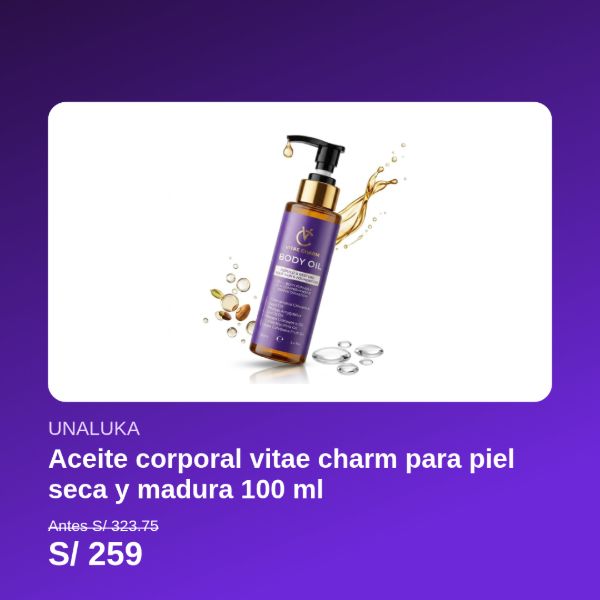 VITAE CHARM
BODY OIL
UNALUKA
Aceite corporal vitae charm para piel
seca y madura 100 ml
Antes S/ 323.75
S/ 259